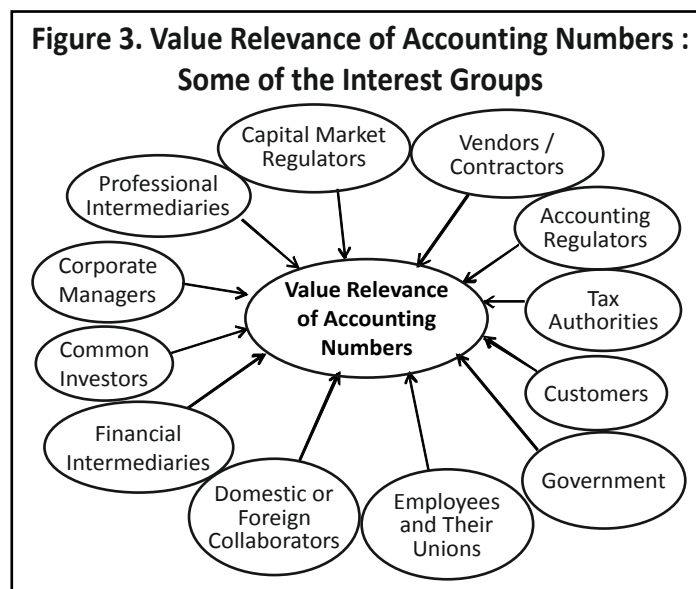 Figure 3. Value Relevance of Accounting Numbers :
Some of the Interest Groups
Capital Market
Regulators
Vendors /
Contractors
Professional
Intermediaries
Accounting
Regulators
Corporate
Managers
Value Relevance
of Accounting
Numbers
Tax
Authorities
Common
Investors
Customers
Financial
Intermediaries
Government
Domestic or
Foreign
Collaborators
Employees
and Their
Unions